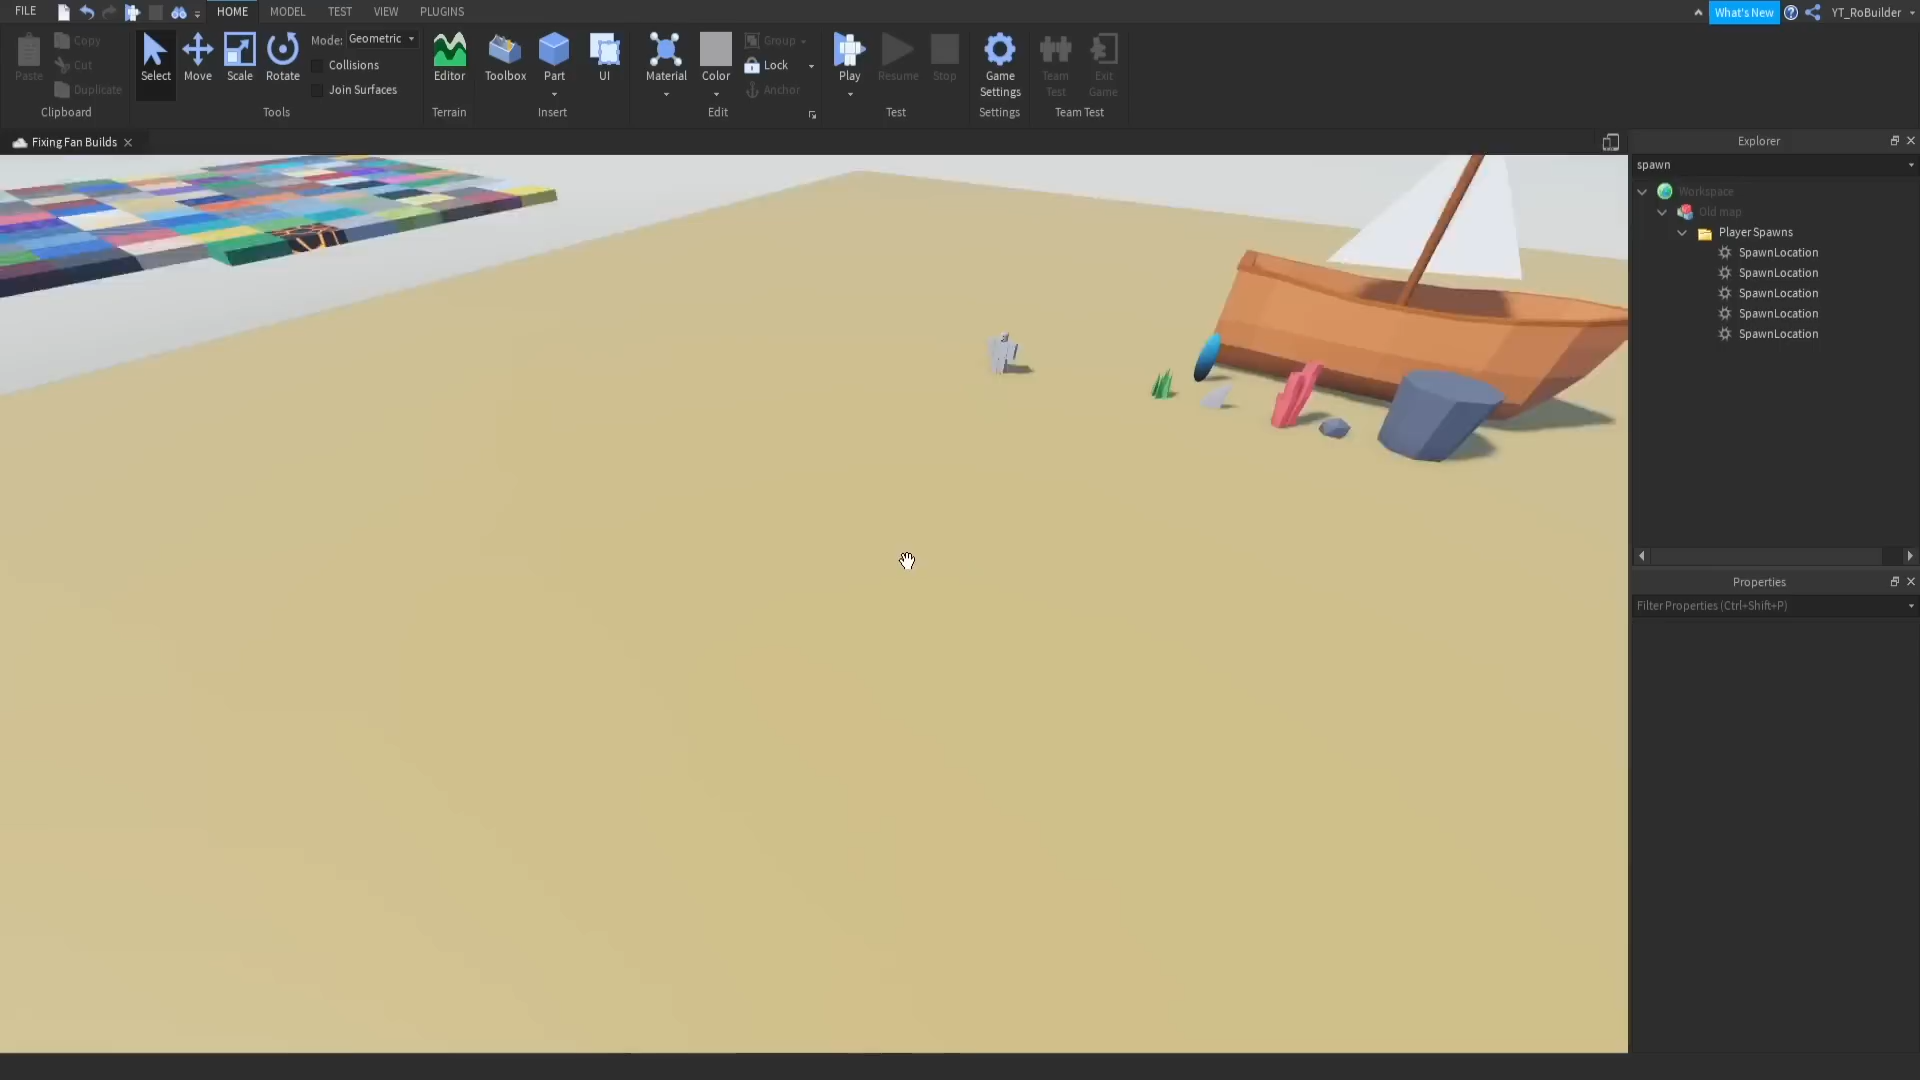 FILE
HOME
MODEL
TEST
VIEW
PLUGINS
What's New
YT_RoBuilder
Paste
Copy
Cut
Duplicate
Clipboard
Select
Move
Scale
Rotate
Mode: Geometric
Collisions
Join Surfaces
Tools
Editor
Terrain
Toolbox
Part
UI
Insert
Material
Color
Group
Lock
Anchor
Edit
Play
Resume
Stop
Test
Game
Settings
Settings
Team
Test
Exit
Game
Team Test
Fixing Fan Builds
Explorer
spawn
Workspace
Old map
Player Spawns
SpawnLocation
SpawnLocation
SpawnLocation
SpawnLocation
SpawnLocation
Properties
Filter Properties (Ctrl+Shift+P)